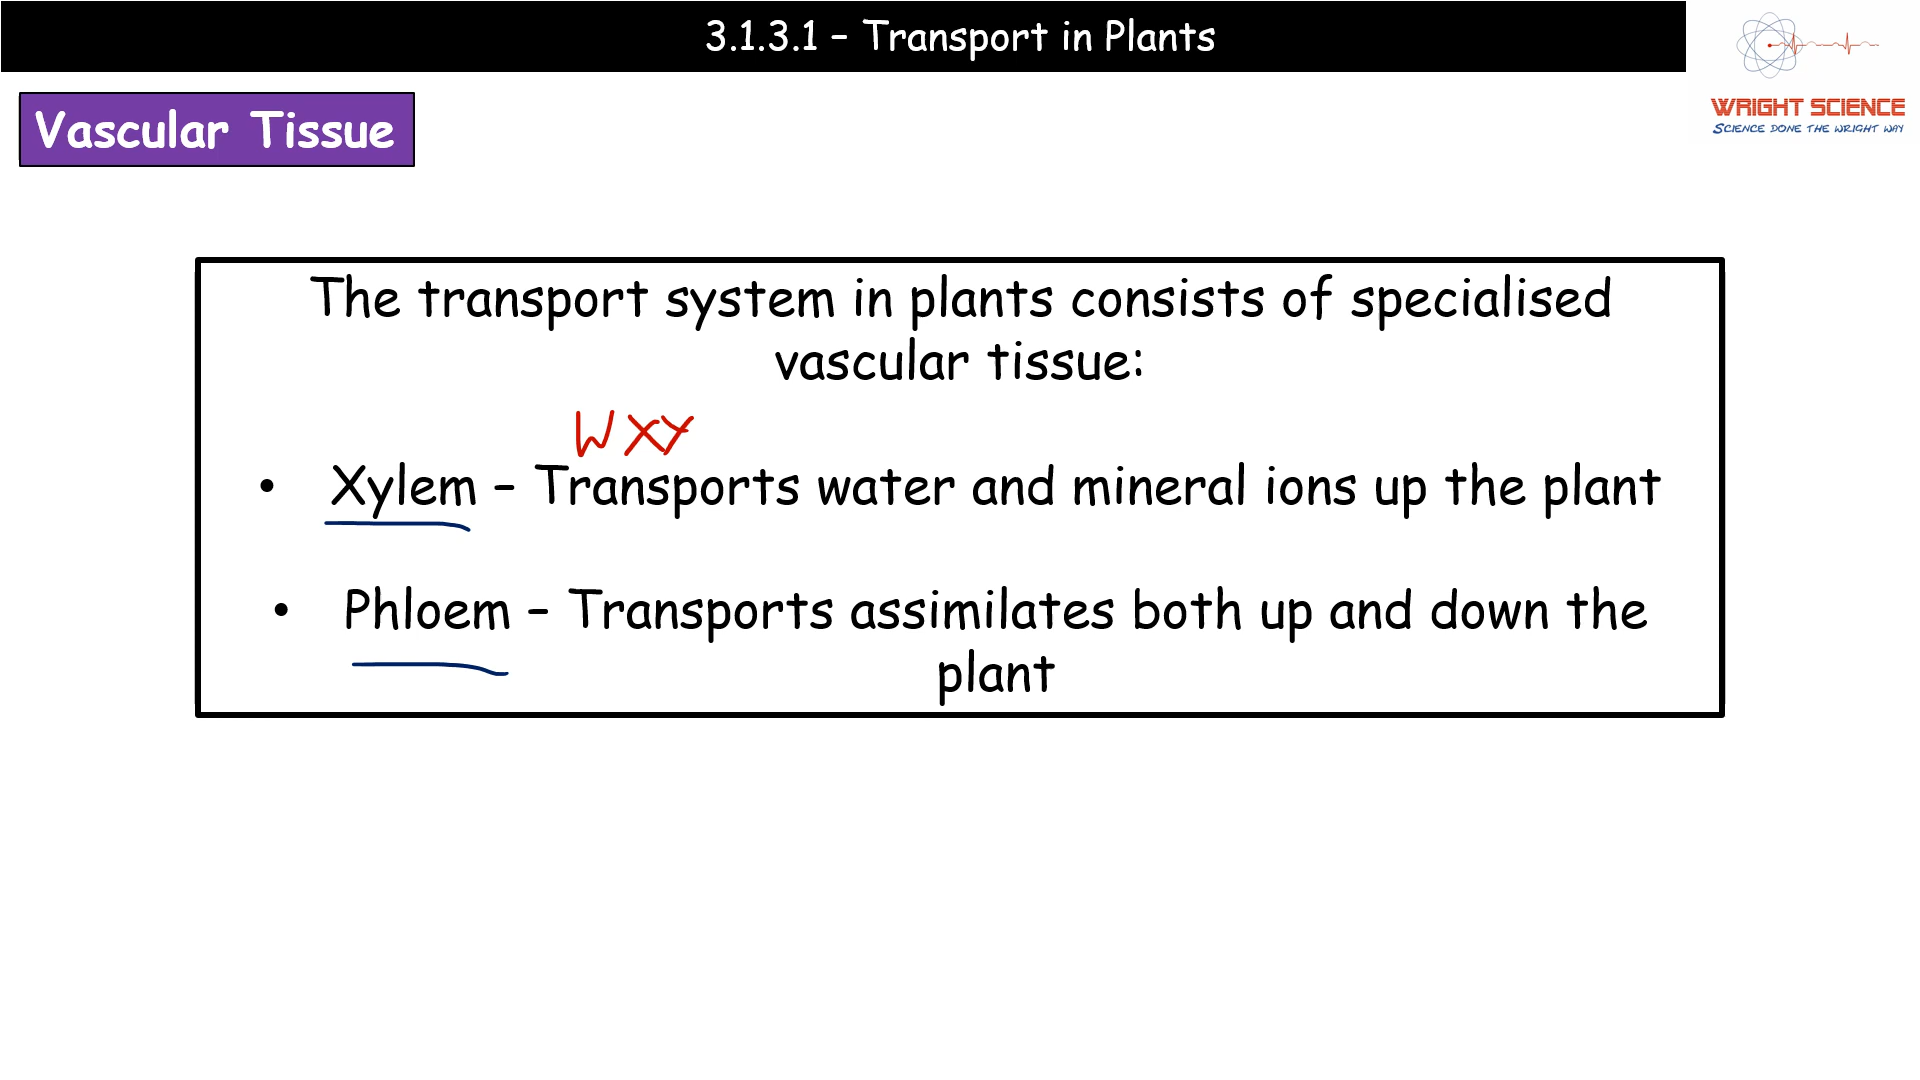 3.1.3.1 – Transport in Plants
WRIGHT SCIENCE
SCIENCE DONE THE WRIGHT WAY
Vascular Tissue
The transport system in plants consists of specialised
vascular tissue:
W XY
• Xylem – Transports water and mineral ions up the plant
• Phloem – Transports assimilates both up and down the
plant